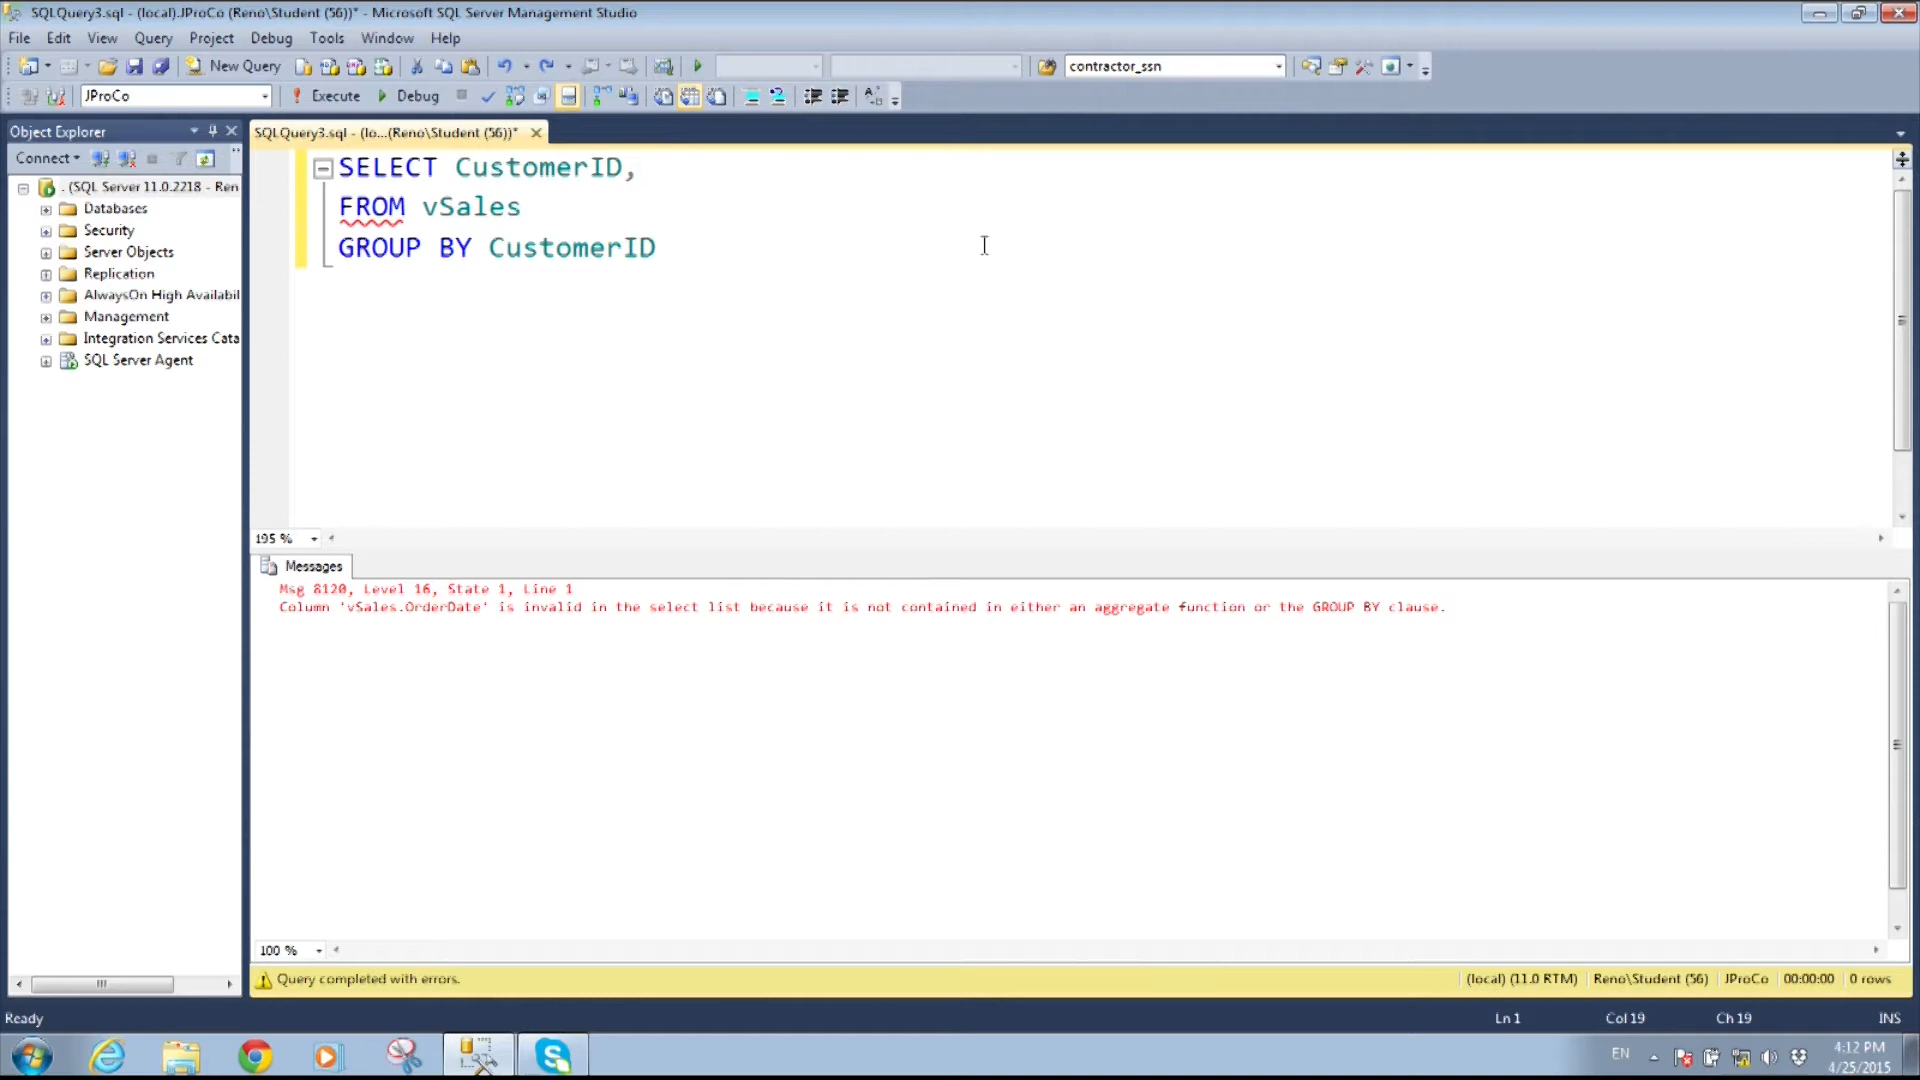 SQLQuery3.sql - (local).JProCo (Reno\Student (56))* - Microsoft SQL Server Management Studio
File Edit View Query Project Debug Tools Window Help
New Query contractor_ssn
JProCo Execute Debug
Object Explorer
SQLQuery3.sql - (lo...(Reno\Student (56))*
Connect
. (SQL Server 11.0.2218 - Ren
Databases
Security
Server Objects
Replication
AlwaysOn High Availabil
Management
Integration Services Cata
SQL Server Agent
SELECT CustomerID,
FROM vSales
GROUP BY CustomerID
195 %
Messages
Msg 8120, Level 16, State 1, Line 1
Column 'vSales.OrderDate' is invalid in the select list because it is not contained in either an aggregate function or the GROUP BY clause.
100 %
Query completed with errors. (local) (11.0 RTM) Reno\Student (56) JProCo 00:00:00 0 rows
Ready Ln 1 Col 19 Ch 19 INS
EN 4:12 PM
4/25/2015